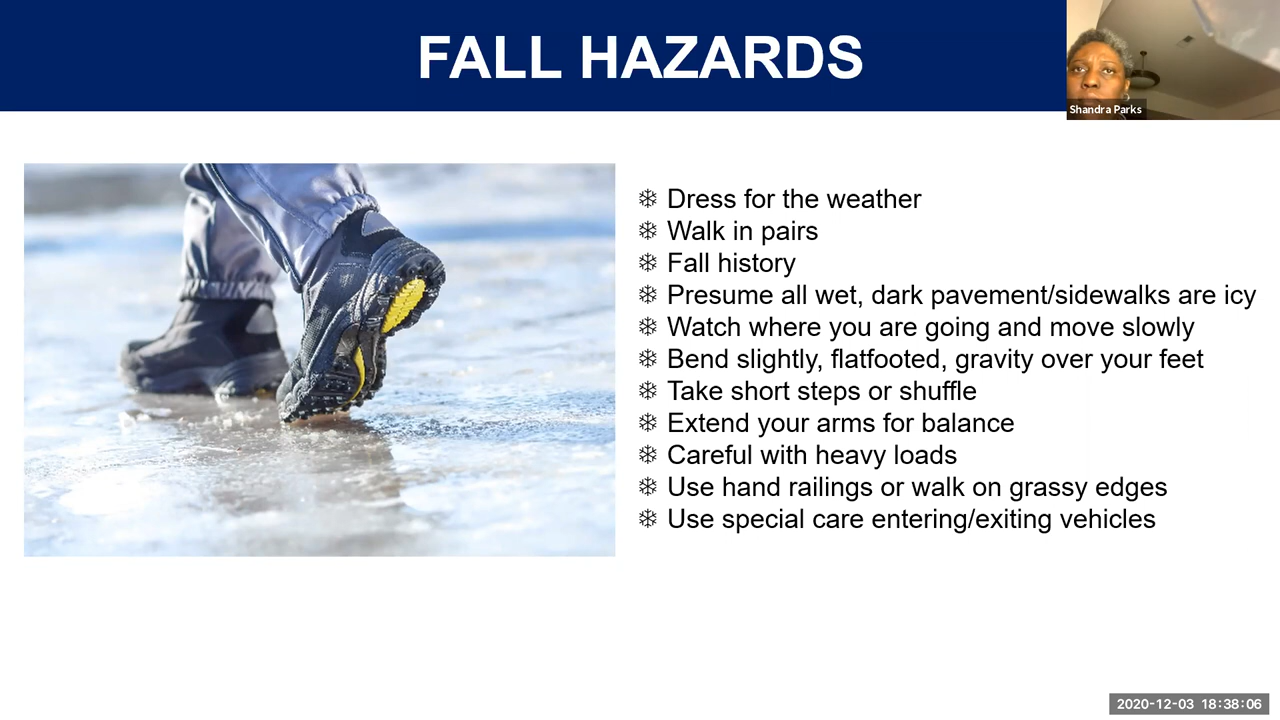 FALL HAZARDS
Shandra Parks
❄ Dress for the weather
❄ Walk in pairs
❄ Fall history
❄ Presume all wet, dark pavement/sidewalks are icy
❄ Watch where you are going and move slowly
❄ Bend slightly, flatfooted, gravity over your feet
❄ Take short steps or shuffle
❄ Extend your arms for balance
❄ Careful with heavy loads
❄ Use hand railings or walk on grassy edges
❄ Use special care entering/exiting vehicles
2020-12-03 18:38:06